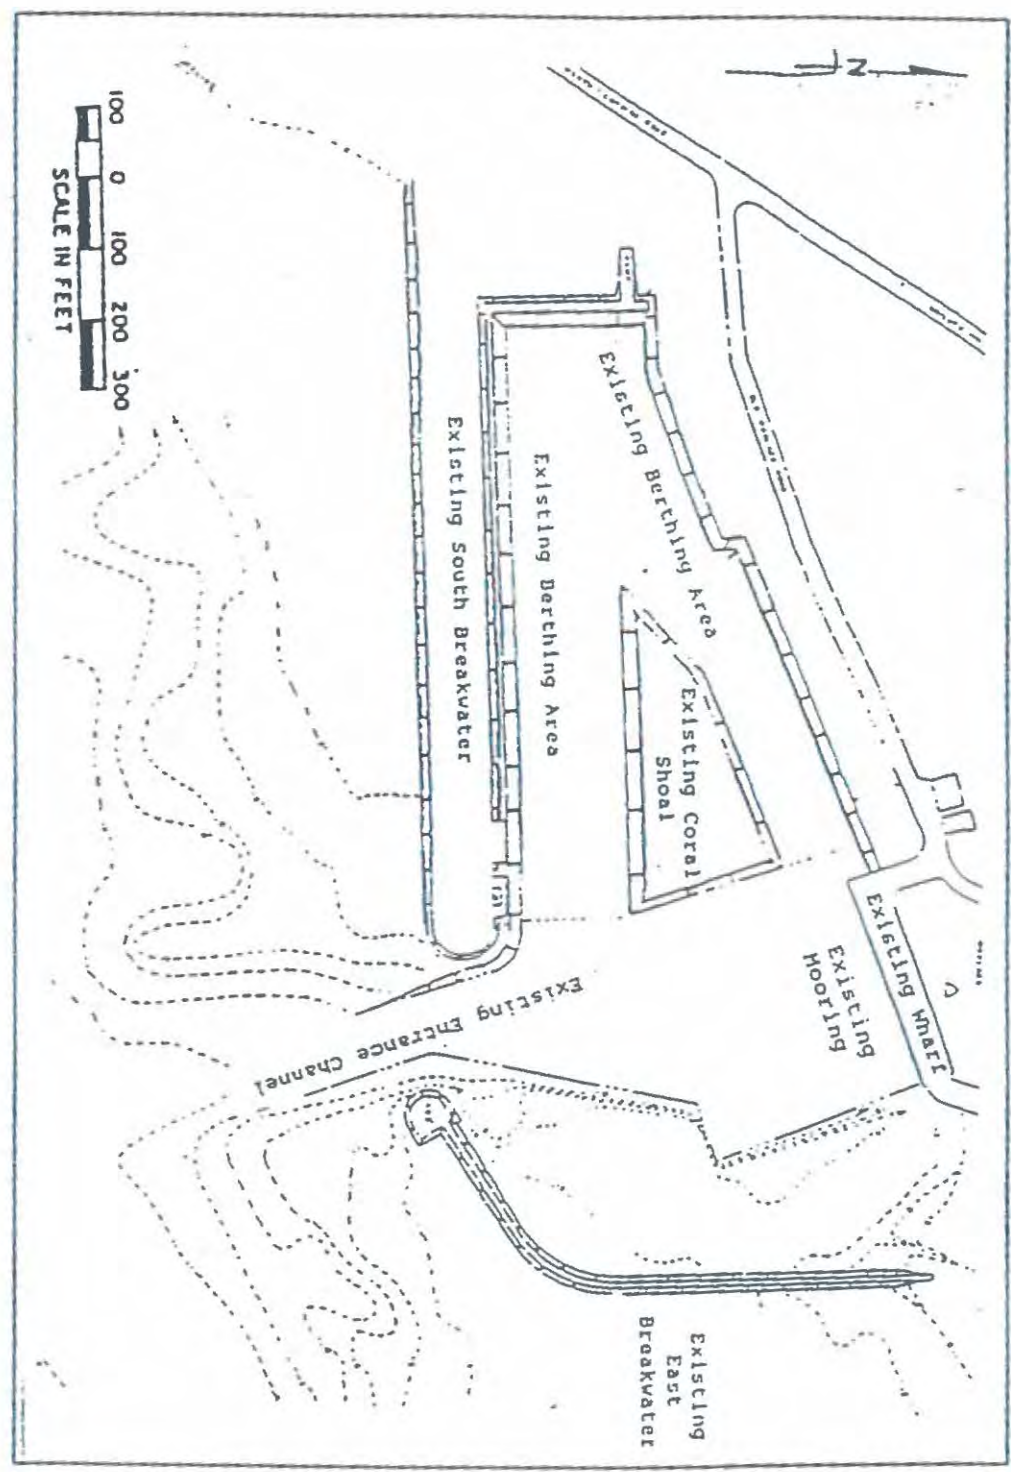 N
100 0 100 200 300
SCALE IN FEET
Existing Berthing Area
Existing Berthing Area
Existing South Breakwater
Existing Coral
Shoal
Existing Wharf
Existing
Mooring
Existing Entrance Channel
Existing
East
Breakwater